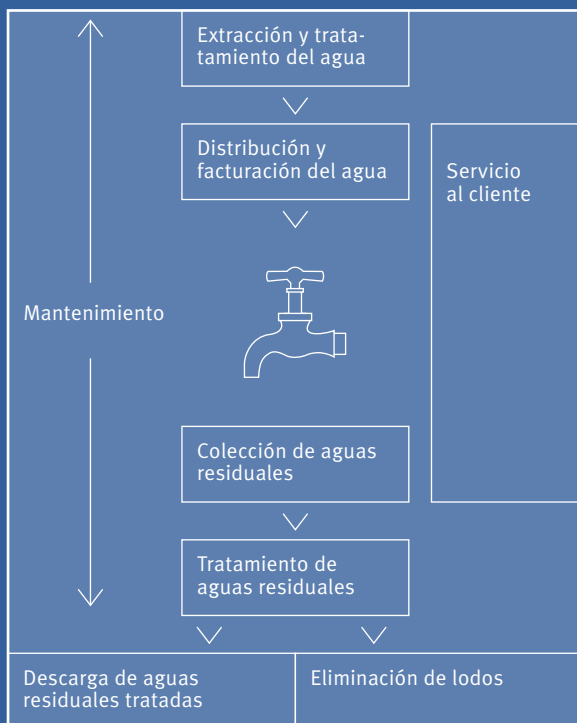 Extracción y trata-
tamiento del agua
Distribución y
facturación del agua
Servicio
al cliente
Mantenimiento
Colección de aguas
residuales
Tratamiento de
aguas residuales
Descarga de aguas
residuales tratadas
Eliminación de lodos